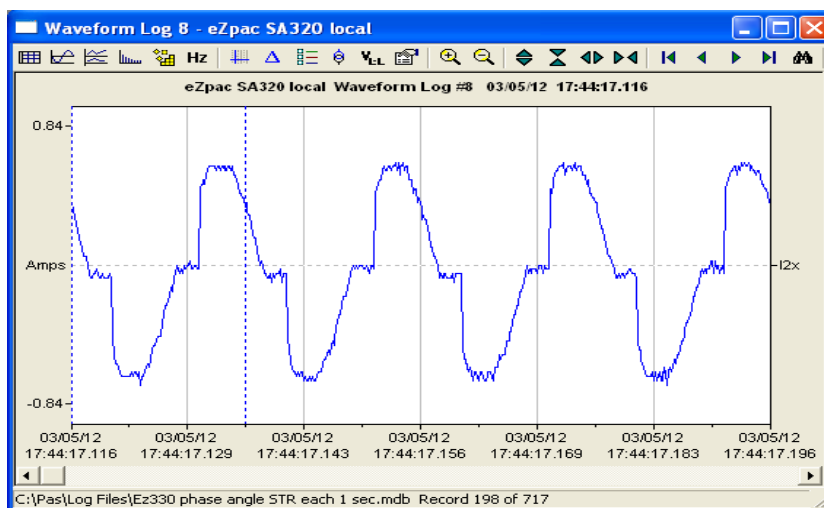 Waveform Log 8 - eZpac SA320 local
Hz V L:L
eZpac SA320 local Waveform Log #8 03/05/12 17:44:17.116
0.84
Amps
I2x
-0.84
03/05/12 03/05/12 03/05/12 03/05/12 03/05/12 03/05/12 03/05/12
17:44:17.116 17:44:17.129 17:44:17.143 17:44:17.156 17:44:17.169 17:44:17.183 17:44:17.196
C:\Pas\Log Files\Ez330 phase angle STR each 1 sec.mdb Record 198 of 717